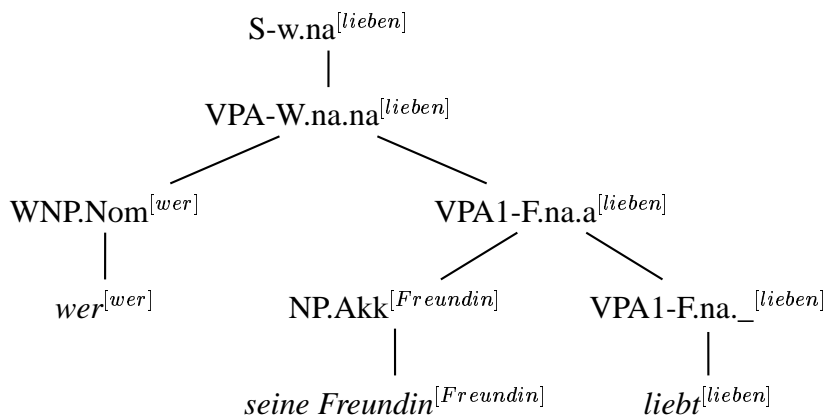 S-w.na[lieben]
VPA-W.na.na[lieben]
WNP.Nom[wer] VPA1-F.na.a[lieben]
wer[wer] NP.Akk[Freundin] VPA1-F.na._[lieben]
seine Freundin[Freundin] liebt[lieben]